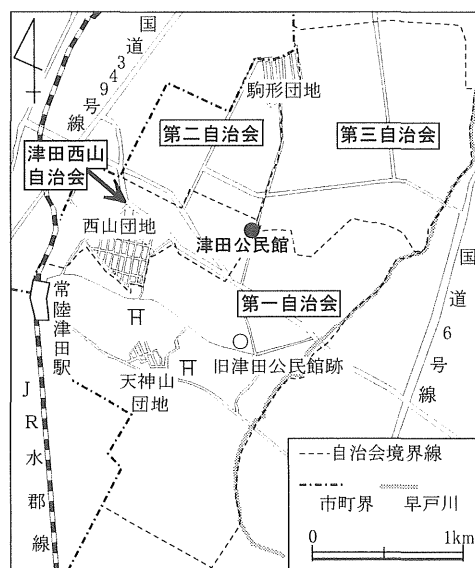 国道349号線
駒形団地
第二自治会
第三自治会
津田西山
自治会
西山団地
津田公民館
国道6号線
第一自治会
常陸津田駅
旧津田公民館跡
天神山
団地
JR水郡線
自治会境界線
市町界
早戸川
0
1km